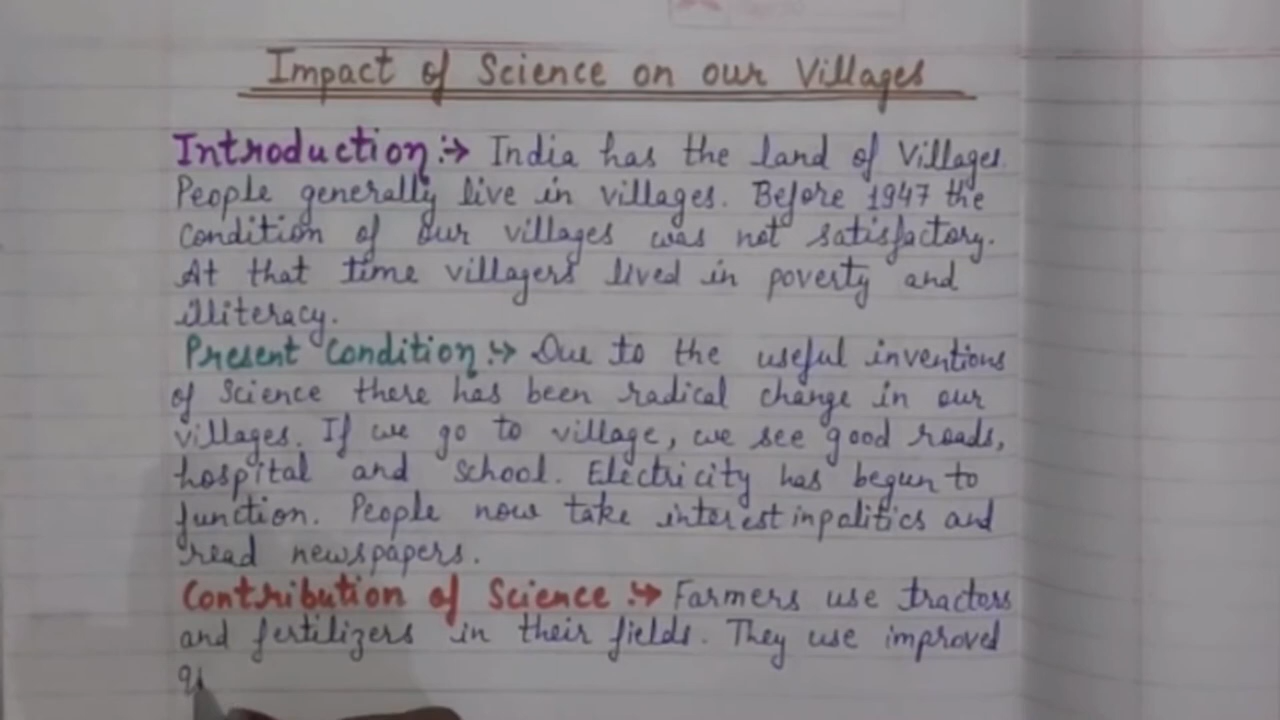 Impact of Science on our Villages
Introduction:→ India has the land of Villages.
People generally live in villages. Before 1947 the
condition of our villages was not satisfactory.
At that time villagers lived in poverty and
illiteracy.
Present Condition:→ Due to the useful inventions
of Science there has been radical change in our
villages. If we go to village, we see good roads,
hospital and school. Electricity has begun to
function. People now take interest in politics and
read newspapers.
Contribution of Science:→ Farmers use tractors
and fertilizers in their fields. They use improved